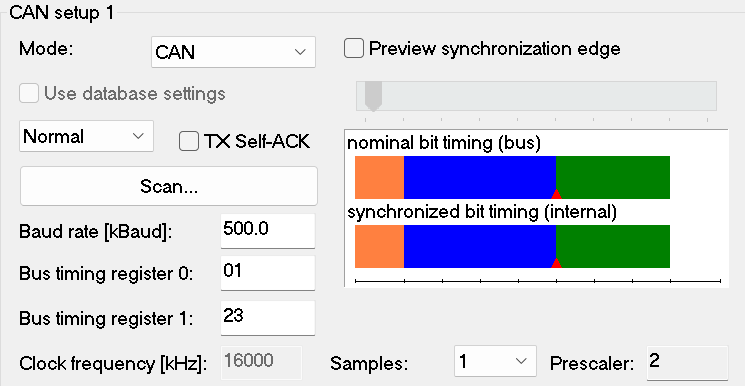 CAN setup 1
Mode: CAN
Preview synchronization edge
Use database settings
Normal TX Self-ACK
nominal bit timing (bus)
Scan...
synchronized bit timing (internal)
Baud rate [kBaud]: 500.0
Bus timing register 0: 01
Bus timing register 1: 23
Clock frequency [kHz]: 16000 Samples: 1 Prescaler: 2